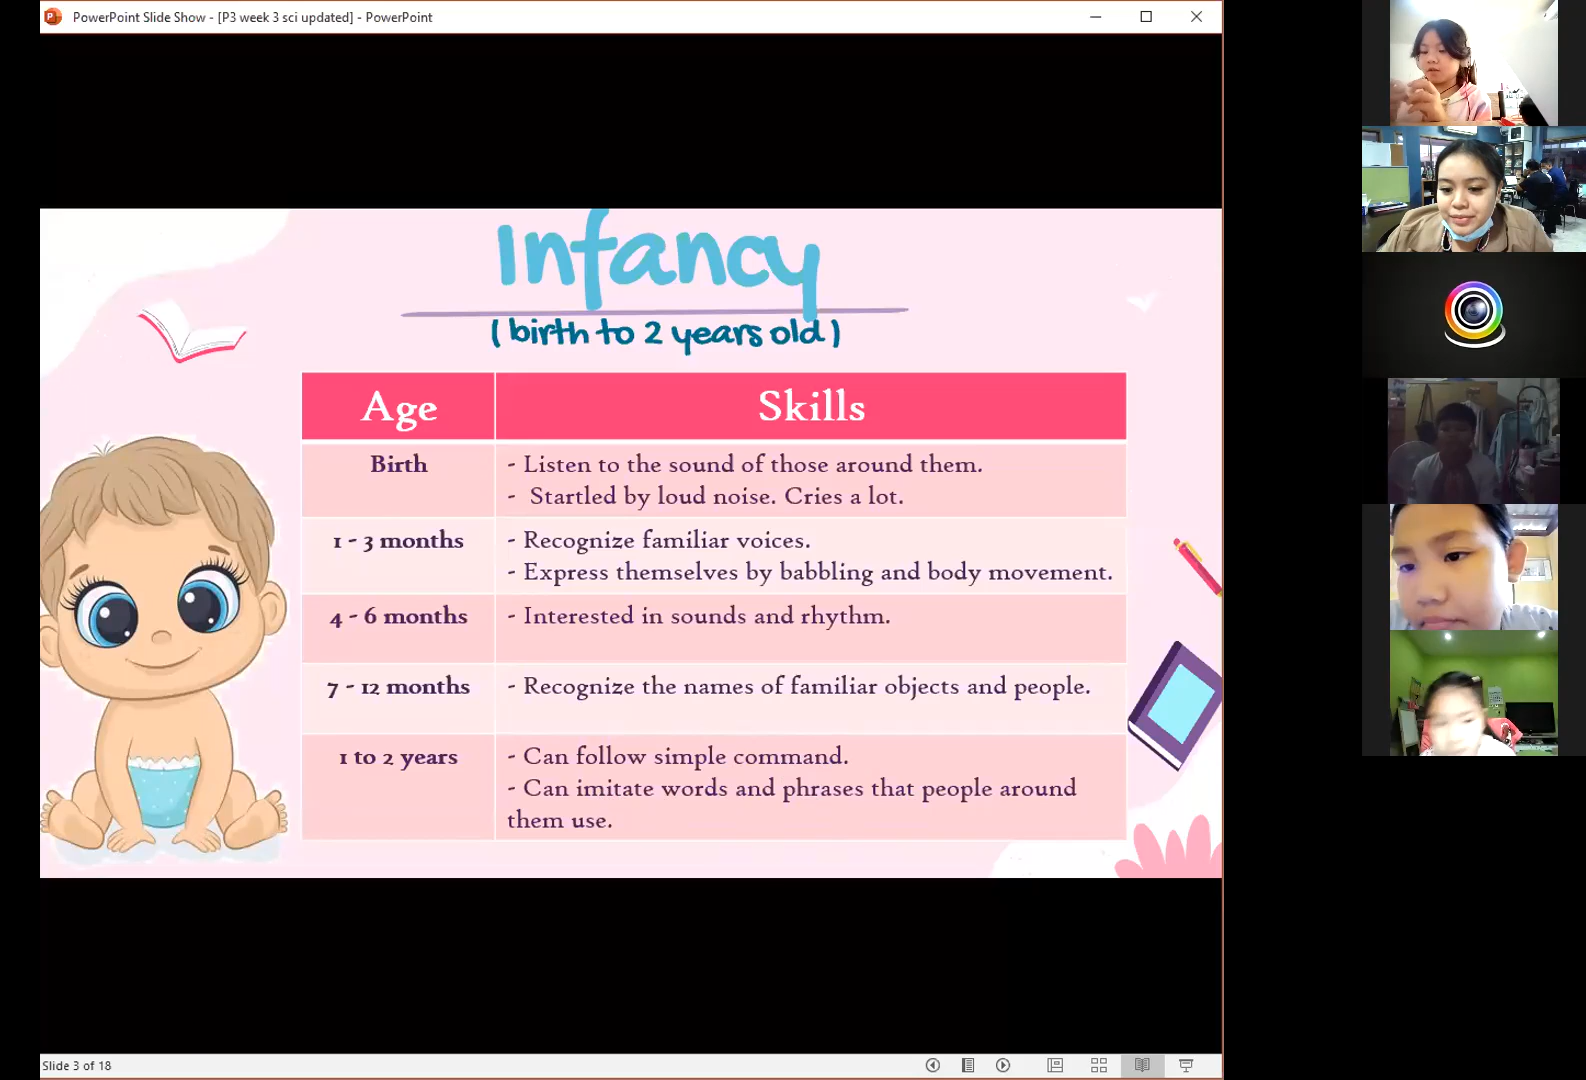 PowerPoint Slide Show - [P3 week 3 sci updated] - PowerPoint
Infancy
(birth to 2 years old)
Age Skills
Birth
- Listen to the sound of those around them.
- Startled by loud noise. Cries a lot.
1 - 3 months
- Recognize familiar voices.
- Express themselves by babbling and body movement.
4 - 6 months
- Interested in sounds and rhythm.
7 - 12 months
- Recognize the names of familiar objects and people.
1 to 2 years
- Can follow simple command.
- Can imitate words and phrases that people around
them use.
Slide 3 of 18